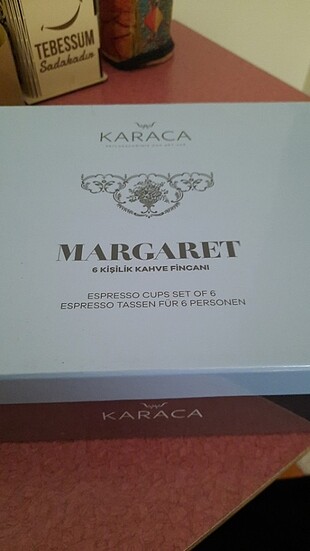 TEBESSÜM
Sadakadır
KARACA
MARGARET
6 KİŞİLİK KAHVE FİNCANI
ESPRESSO CUPS SET OF 6
ESPRESSO TASSEN FÜR 6 PERSONEN
KARACA